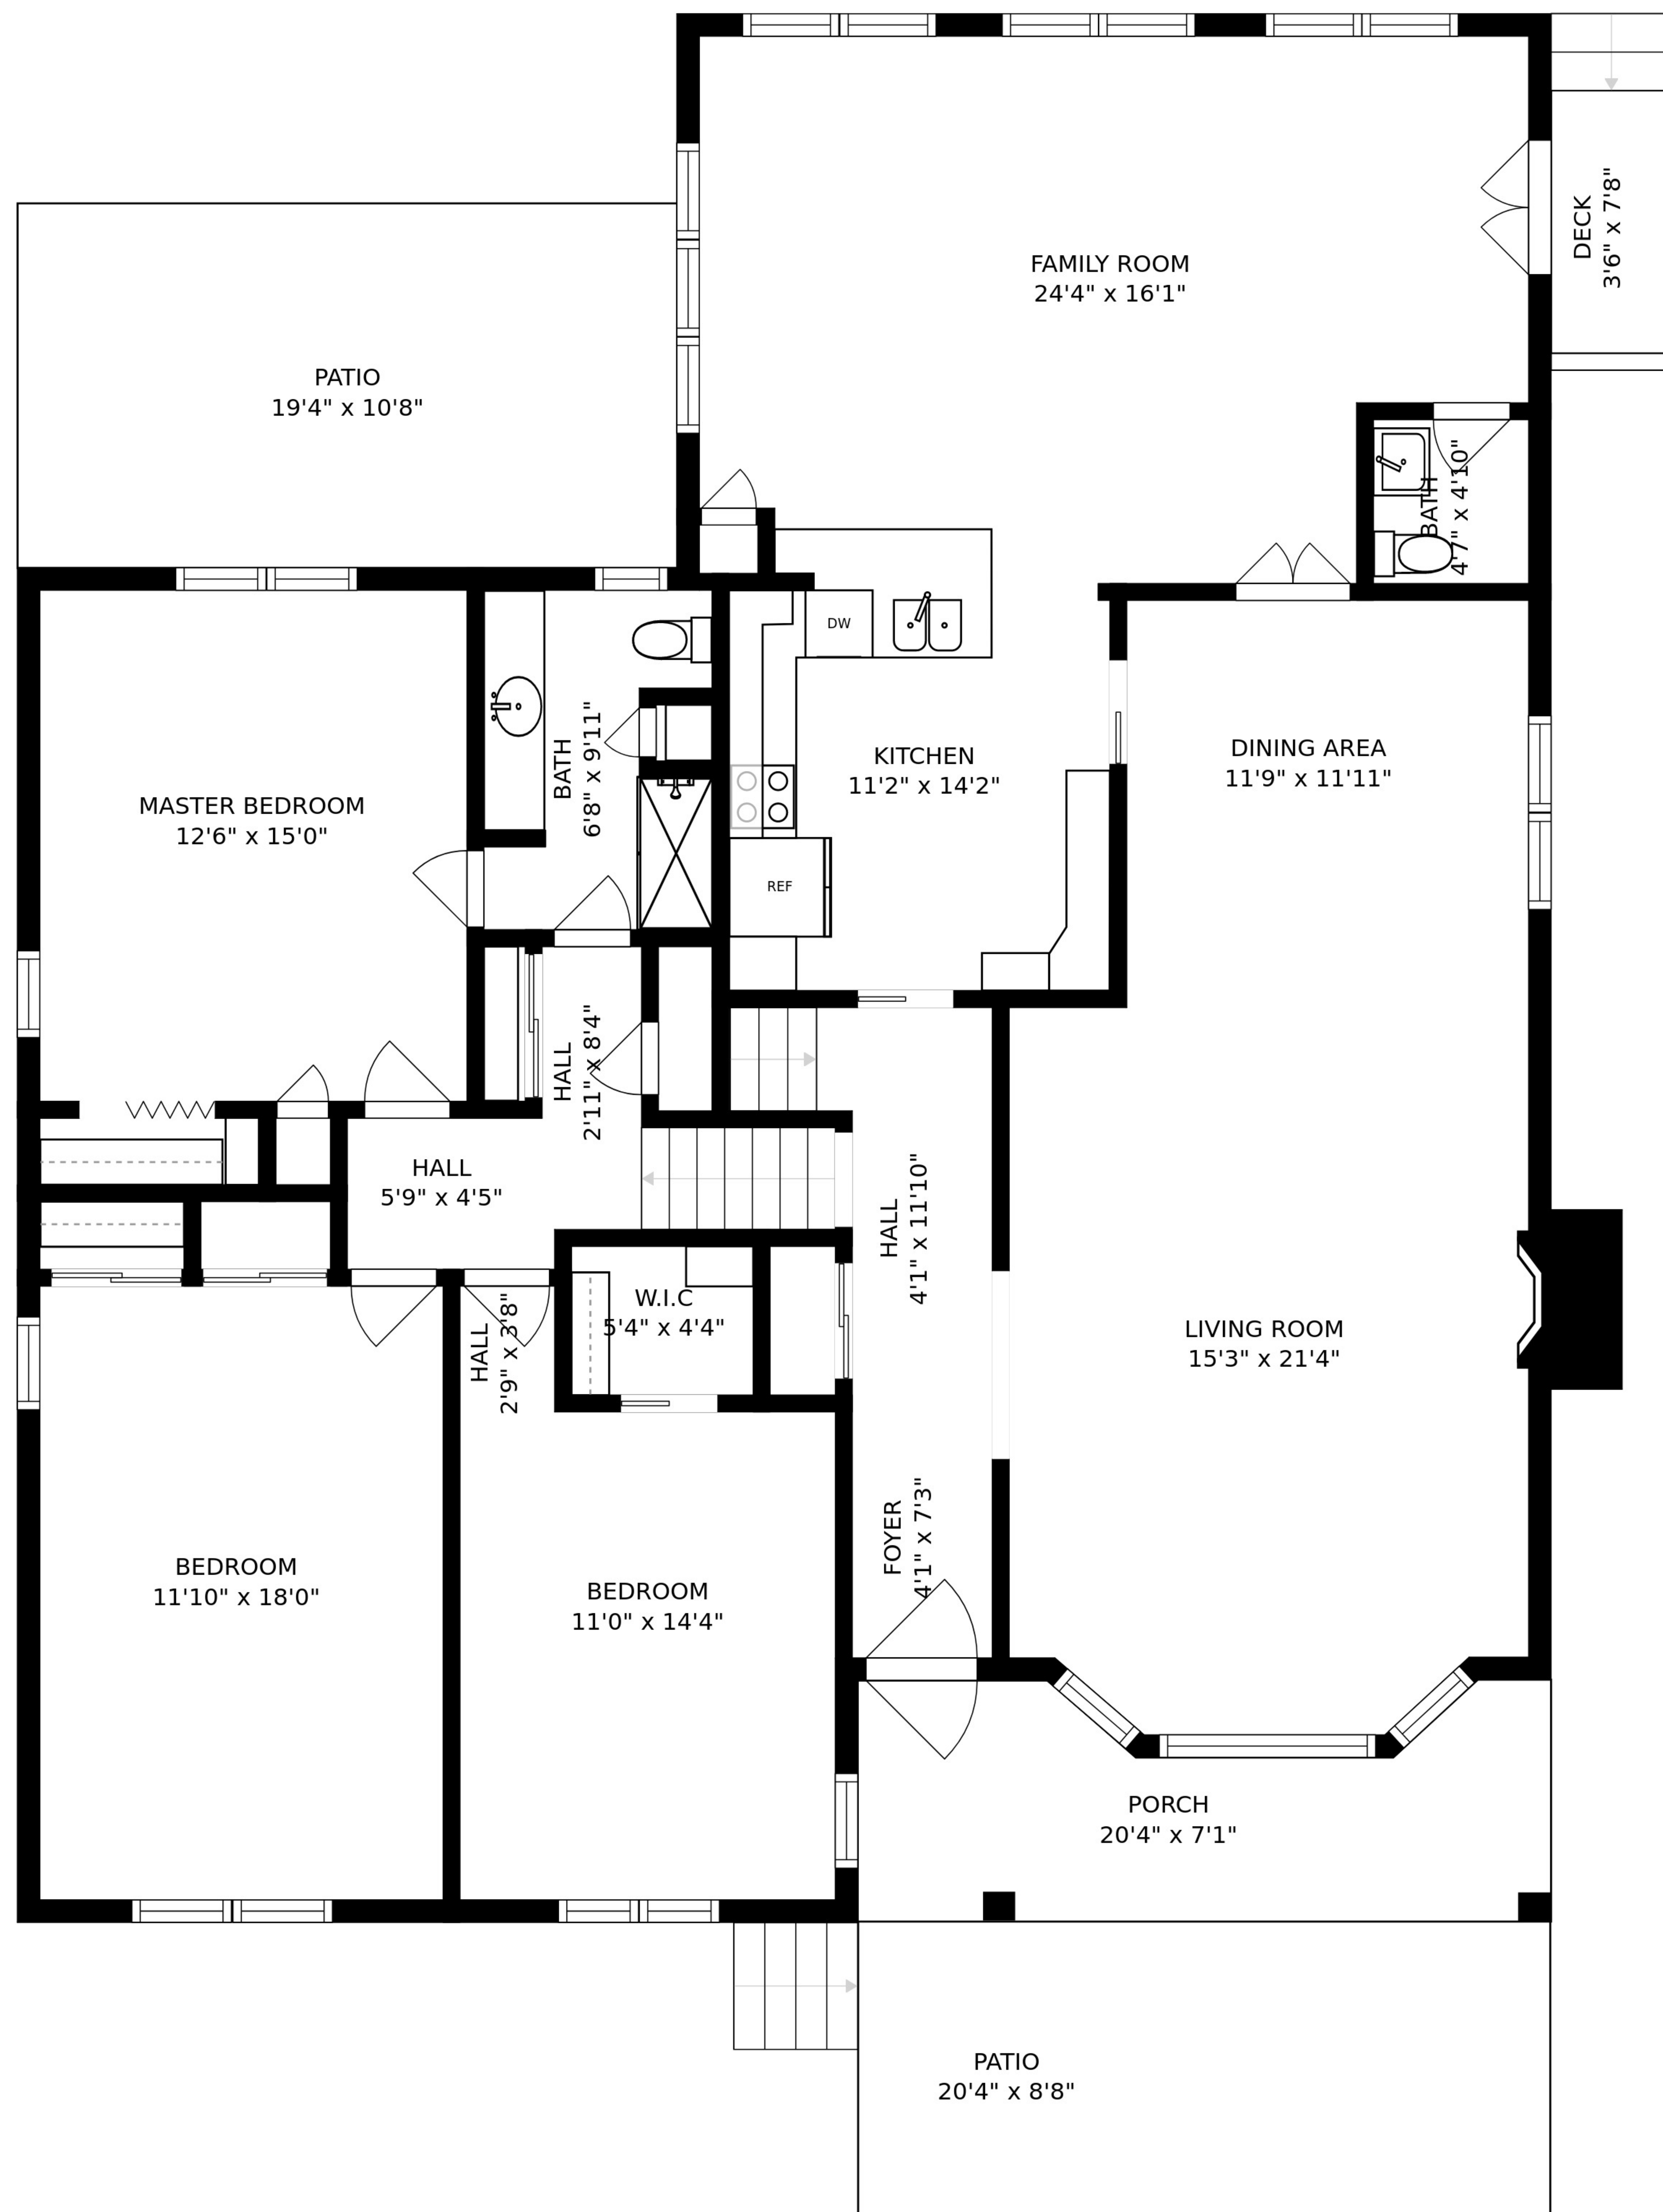 FAMILY ROOM
24'4" x 16'1"
DECK
3'6" x 7'8"
PATIO
19'4" x 10'8"
BATH
4'7" x 4'10"
DW
KITCHEN
11'2" x 14'2"
DINING AREA
11'9" x 11'11"
BATH
6'8" x 9'11"
MASTER BEDROOM
12'6" x 15'0"
REF
HALL
2'11" x 8'4"
HALL
5'9" x 4'5"
HALL
4'1" x 11'10"
W.I.C
5'4" x 4'4"
HALL
2'9" x 3'8"
LIVING ROOM
15'3" x 21'4"
FOYER
4'1" x 7'3"
BEDROOM
11'10" x 18'0"
BEDROOM
11'0" x 14'4"
PORCH
20'4" x 7'1"
PATIO
20'4" x 8'8"